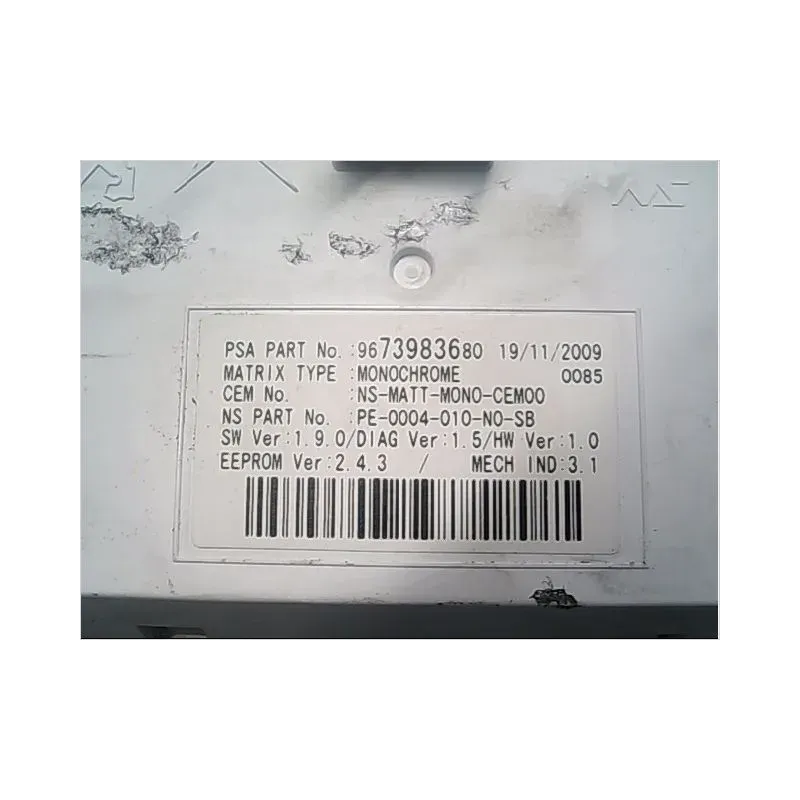 PSA PART No.:9673983680 19/11/2009
MATRIX TYPE :MONOCHROME 0085
CEM No. :NS-MATT-MONO-CEM00
NS PART No. :PE-0004-010-N0-SB
SW Ver:1.9.0/DIAG Ver:1.5/HW Ver:1.0
EEPROM Ver:2.4.3 / MECH IND:3.1